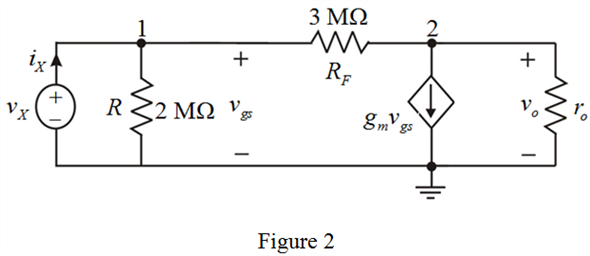 3 MΩ
1
2
i_X
+
R_F
+
v_X
+
−
R
2 MΩ
v_gs
g_m v_gs
v_o
r_o
−
−
Figure 2